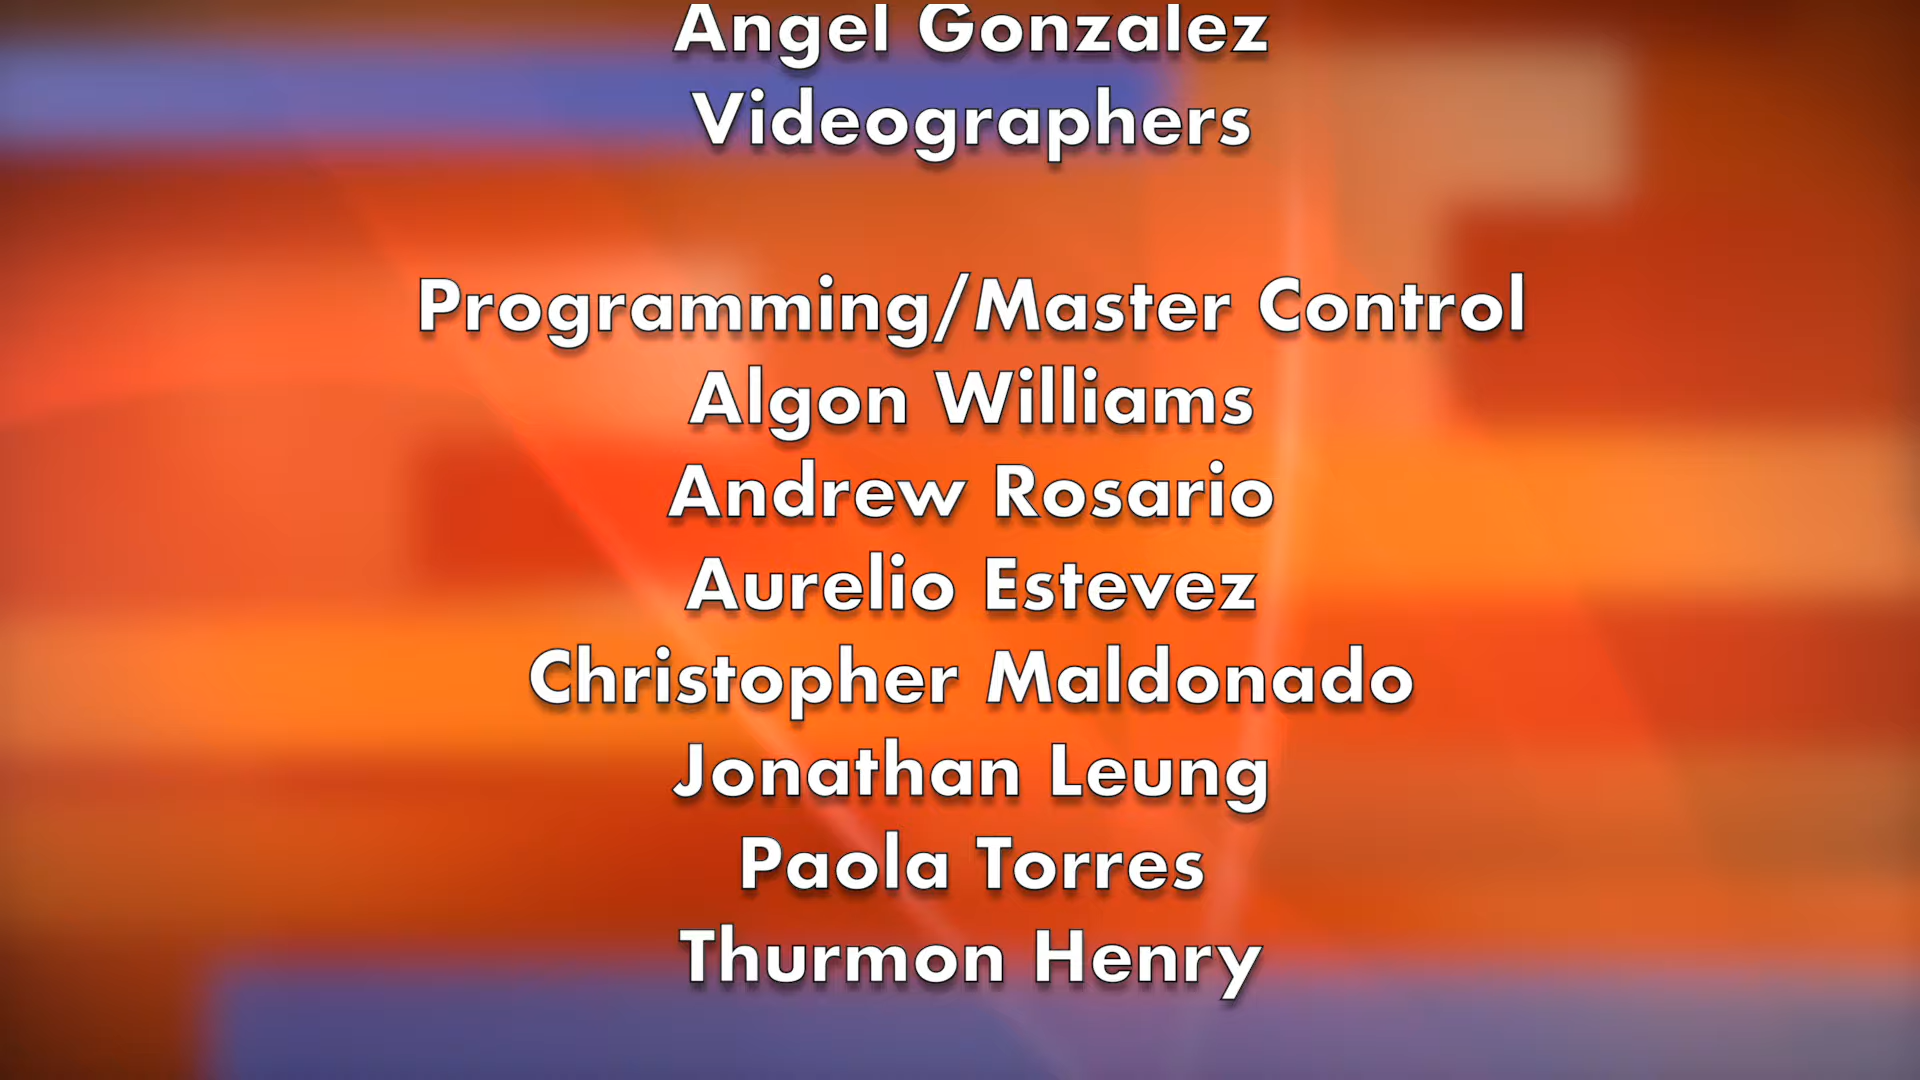 Angel Gonzalez
Videographers
Programming/Master Control
Algon Williams
Andrew Rosario
Aurelio Estevez
Christopher Maldonado
Jonathan Leung
Paola Torres
Thurmon Henry